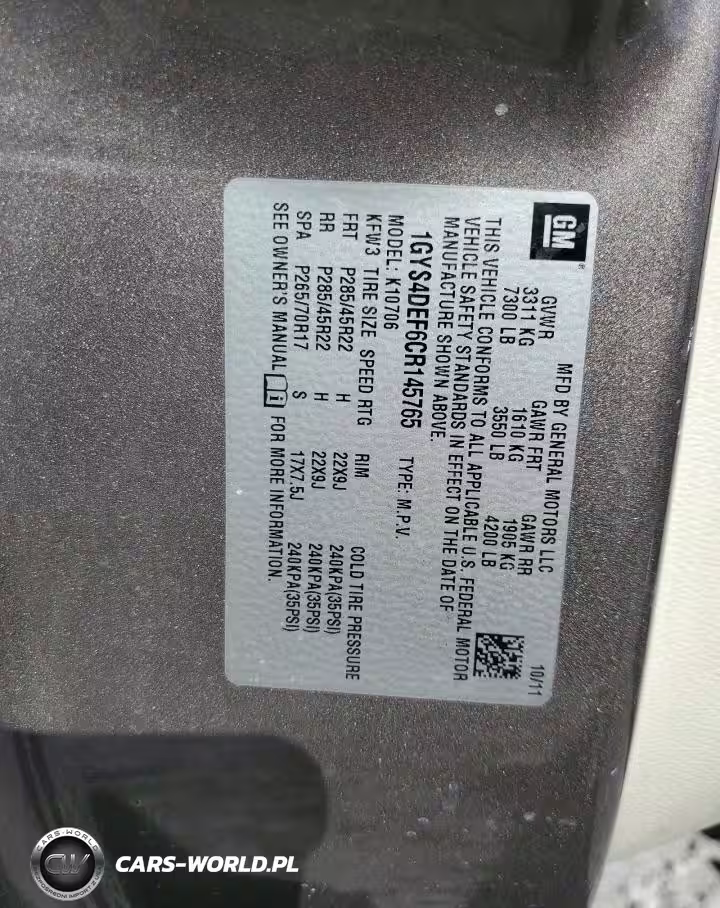 GM
®
MFD BY GENERAL MOTORS LLC
10/11
GVWR GAWR FRT GAWR RR
3311 KG 1610 KG 1905 KG
7300 LB 3550 LB 4200 LB
THIS VEHICLE CONFORMS TO ALL APPLICABLE U.S. FEDERAL MOTOR
VEHICLE SAFETY STANDARDS IN EFFECT ON THE DATE OF
MANUFACTURE SHOWN ABOVE.
1GYS4DEF6CR145765 TYPE: M.P.V.
MODEL: K10706
KFW3 TIRE SIZE SPEED RTG RIM COLD TIRE PRESSURE
FRT P285/45R22 H 22X9J 240KPA(35PSI)
RR P285/45R22 H 22X9J 240KPA(35PSI)
SPA P265/70R17 S 17X7.5J 240KPA(35PSI)
SEE OWNER'S MANUAL FOR MORE INFORMATION.
CARS-WORLD
CW
CARS-WORLD.PL